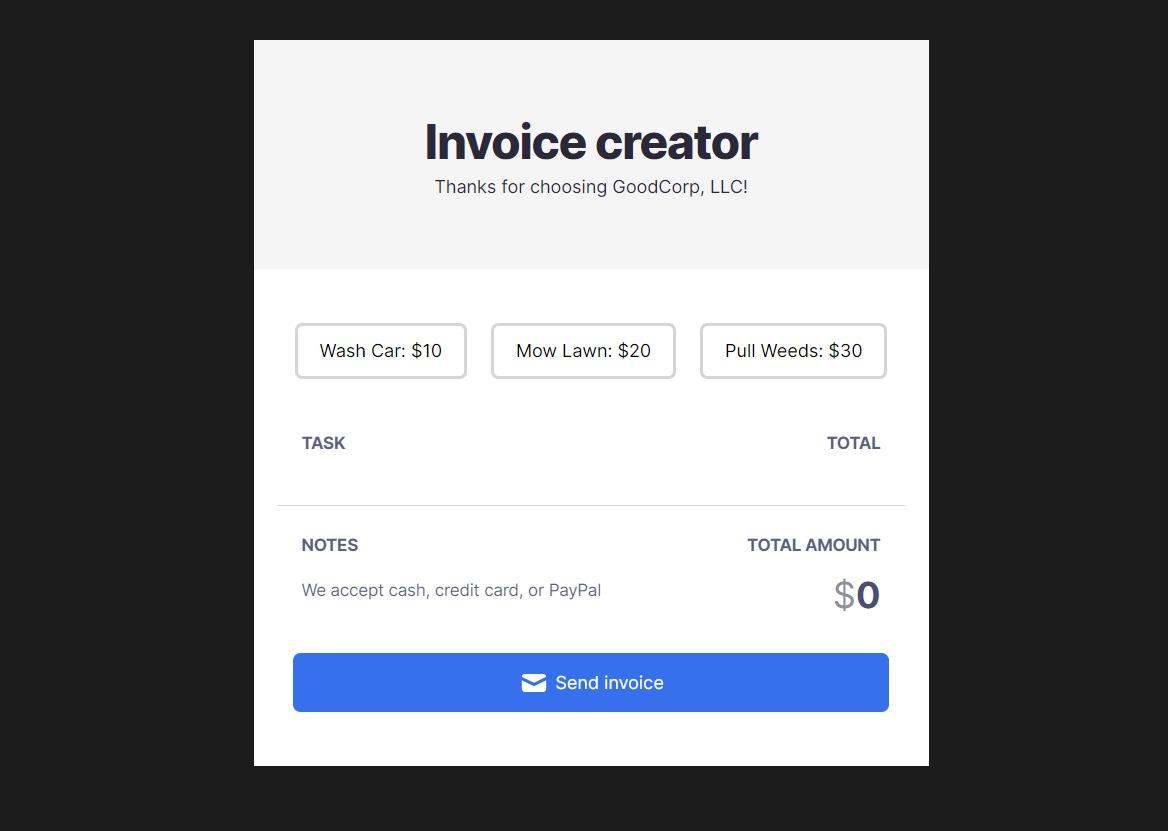 Invoice creator
Thanks for choosing GoodCorp, LLC!
Wash Car: $10 Mow Lawn: $20 Pull Weeds: $30
TASK TOTAL
NOTES TOTAL AMOUNT
We accept cash, credit card, or PayPal $0
Send invoice